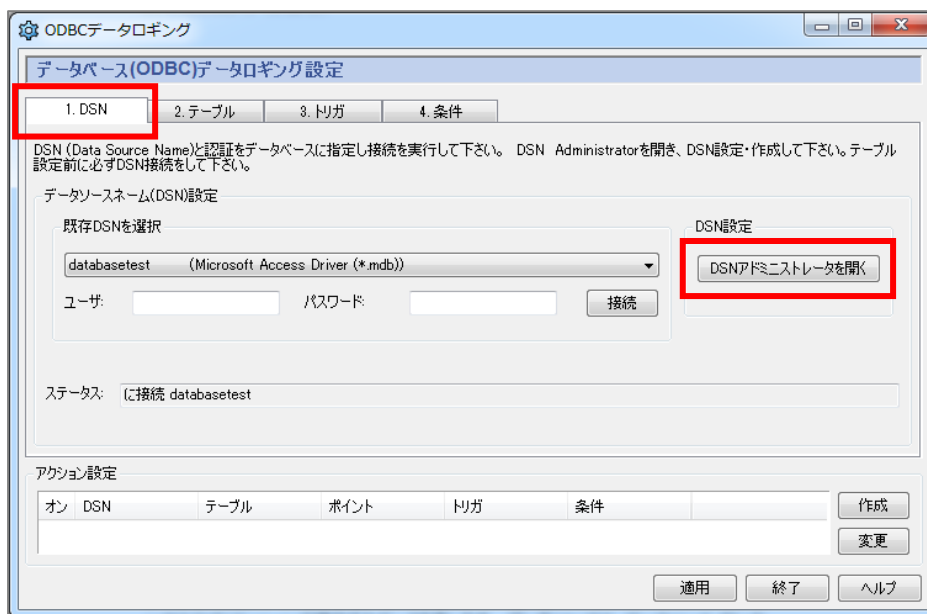 ODBCデータロギング
データベース(ODBC)データロギング設定
1. DSN 2. テーブル 3. トリガ 4. 条件
DSN (Data Source Name)と認証をデータベースに指定し接続を実行して下さい。 DSN Administratorを開き、DSN設定・作成して下さい。テーブル
設定前に必ずDSN接続をして下さい。
データソースネーム(DSN)設定
既存DSNを選択
DSN設定
databasetest (Microsoft Access Driver (*.mdb))
DSNアドミニストレータを開く
ユーザ: パスワード: 接続
ステータス: に接続 databasetest
アクション設定
オン DSN テーブル ポイント トリガ 条件
作成
変更
適用 終了 ヘルプ